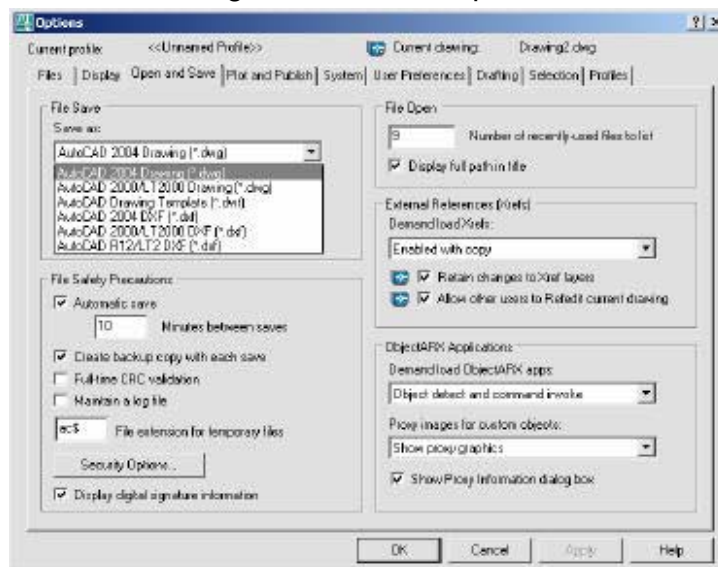 Options
Current profile: <<Unnamed Profile>> Current drawing: Drawing2.dwg
Files Display Open and Save Plot and Publish System User Preferences Drafting Selection Profiles
File Save
Save as:
AutoCAD 2004 Drawing (*.dwg)
AutoCAD 2004 Drawing (*.dwg)
AutoCAD 2000/LT2000 Drawing (*.dwg)
AutoCAD Drawing Template (*.dwt)
AutoCAD 2004 DXF (*.dxf)
AutoCAD 2000/LT2000 DXF (*.dxf)
AutoCAD R12/LT2 DXF (*.dxf)
File Safety Precautions
Automatic save
10 Minutes between saves
Create backup copy with each save
Full-time CRC validation
Maintain a log file
ac$ File extension for temporary files
Security Options...
Display digital signature information
File Open
9 Number of recently-used files to list
Display full path in title
External References (Xrefs)
Demand load Xrefs:
Enabled with copy
Retain changes to Xref layers
Allow other users to Refedit current drawing
ObjectARX Applications
Demand load ObjectARX apps:
Object detect and command invoke
Proxy images for custom objects:
Show proxy graphics
Show Proxy Information dialog box
OK Cancel Apply Help